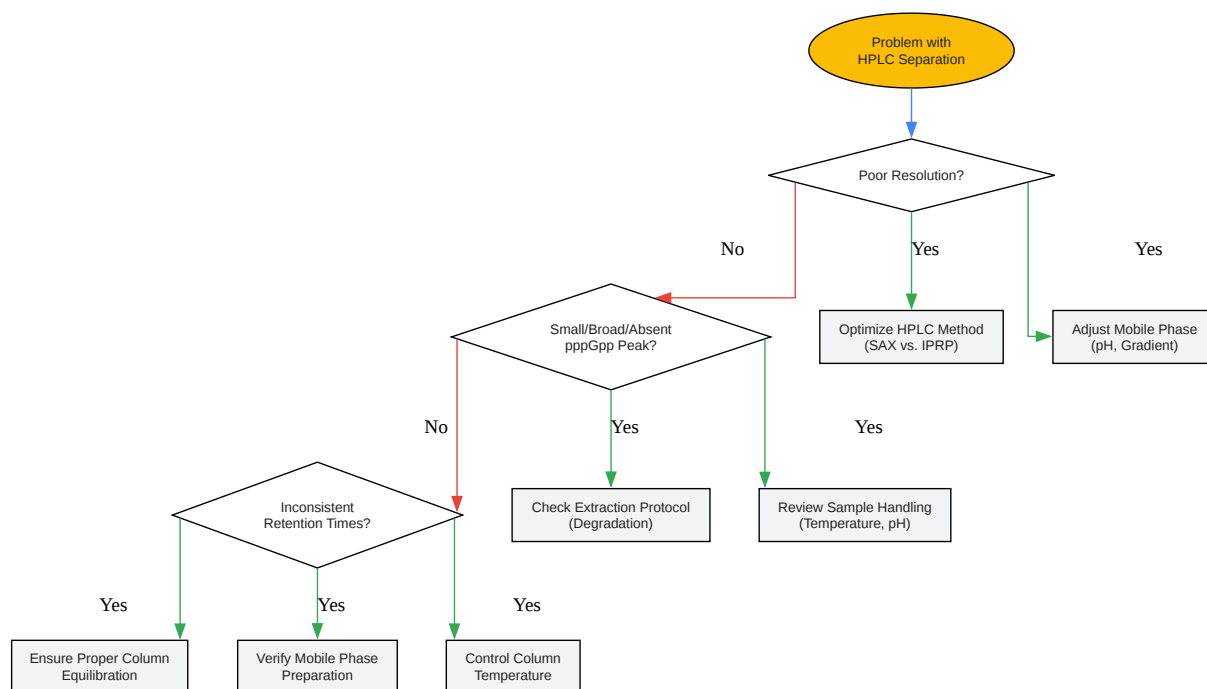 Problem with
HPLC Separation
Poor Resolution?
No
Yes
Yes
Small/Broad/Absent
pppGpp Peak?
Optimize HPLC Method
(SAX vs. IPRP)
Adjust Mobile Phase
(pH, Gradient)
No
Yes
Yes
Inconsistent
Retention Times?
Check Extraction Protocol
(Degradation)
Review Sample Handling
(Temperature, pH)
Yes
Yes
Yes
Ensure Proper Column
Equilibration
Verify Mobile Phase
Preparation
Control Column
Temperature